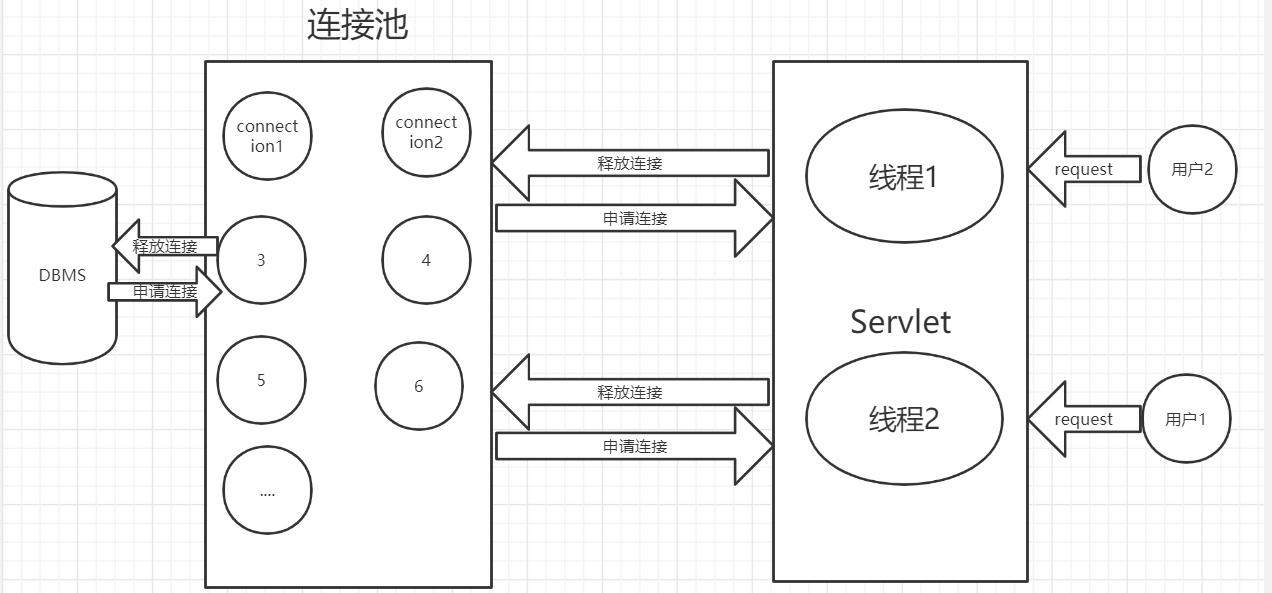 连接池
connect
ion1
connect
ion2
释放连接
线程1
request
用户2
申请连接
释放连接
3
4
DBMS
申请连接
Servlet
5
6
释放连接
线程2
request
用户1
申请连接
....